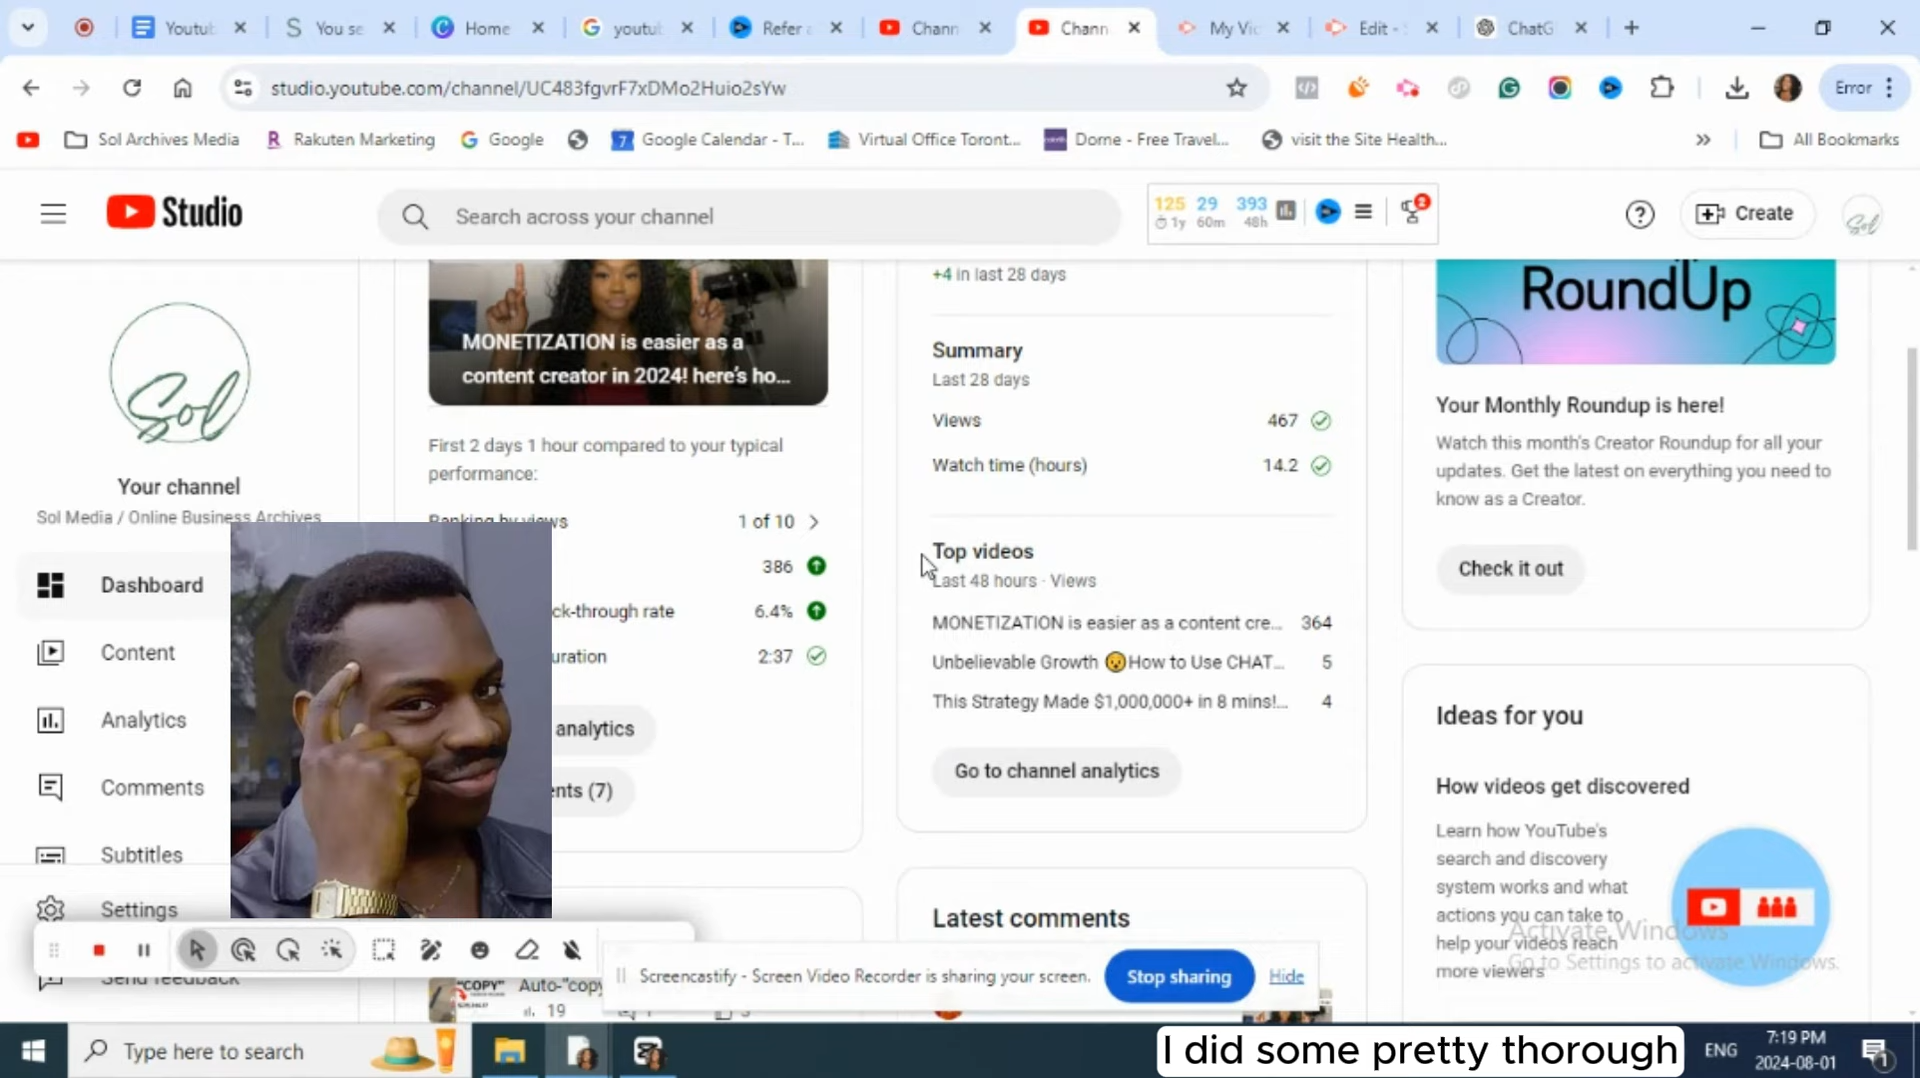 Youtub
You se
Home
youtub
Refer a
Chann
Chann
My Vid
Edit -
ChatG
studio.youtube.com/channel/UC483fgvrF7xDMo2Huio2sYw
Error
Sol Archives Media
Rakuten Marketing
Google
7
Google Calendar - T...
Virtual Office Toront...
Dorne - Free Travel...
visit the Site Health...
All Bookmarks
Studio
Search across your channel
125 29 393
1y 60m 48h
2
Create
Sol
Sol
Your channel
Sol Media / Online Business Archives
Dashboard
Content
Analytics
Comments
Subtitles
Settings
Send feedback
MONETIZATION is easier as a
content creator in 2024! here's ho...
First 2 days 1 hour compared to your typical
performance:
Ranking by views 1 of 10
386
ck-through rate 6.4%
uration 2:37
analytics
nts (7)
"COPY"
Auto-"copy
19
+4 in last 28 days
Summary
Last 28 days
Views 467
Watch time (hours) 14.2
Top videos
Last 48 hours · Views
MONETIZATION is easier as a content cre... 364
Unbelievable Growth 😮How to Use CHAT... 5
This Strategy Made $1,000,000+ in 8 mins!... 4
Go to channel analytics
Latest comments
RoundUp
Your Monthly Roundup is here!
Watch this month's Creator Roundup for all your
updates. Get the latest on everything you need to
know as a Creator.
Check it out
Ideas for you
How videos get discovered
Learn how YouTube's
search and discovery
system works and what
actions you can take to
help your videos reach
more viewers
Activate Windows
Go to Settings to activate Windows.
Screencastify - Screen Video Recorder is sharing your screen.
Stop sharing
Hide
Type here to search
I did some pretty thorough
ENG
7:19 PM
2024-08-01
1